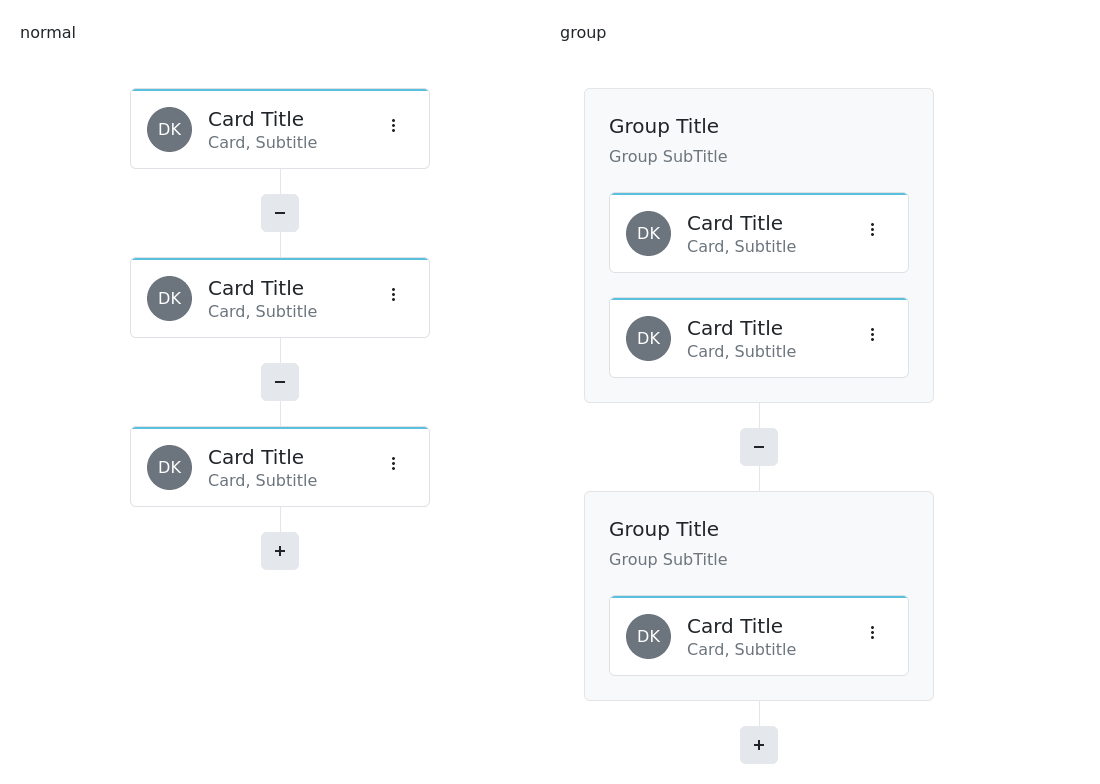 normal
DK
Card Title
Card, Subtitle
−
DK
Card Title
Card, Subtitle
−
DK
Card Title
Card, Subtitle
+
group
Group Title
Group SubTitle
DK
Card Title
Card, Subtitle
DK
Card Title
Card, Subtitle
−
Group Title
Group SubTitle
DK
Card Title
Card, Subtitle
+